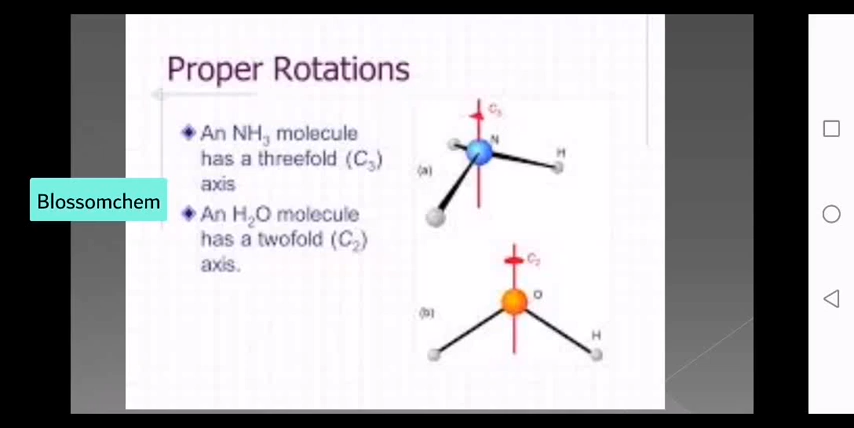 Proper Rotations
◆ An NH₃ molecule
has a threefold (C₃)
axis
◆ An H₂O molecule
has a twofold (C₂)
axis.
Blossomchem
C₃
N
H
(a)
C₂
O
(b)
H